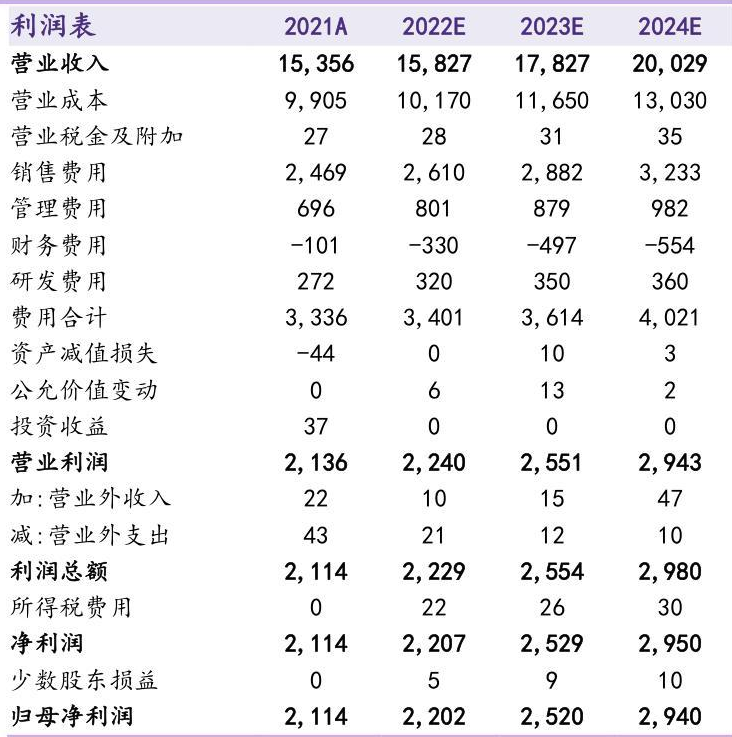 利润表 2021A 2022E 2023E 2024E
营业收入 15,356 15,827 17,827 20,029
营业成本 9,905 10,170 11,650 13,030
营业税金及附加 27 28 31 35
销售费用 2,469 2,610 2,882 3,233
管理费用 696 801 879 982
财务费用 -101 -330 -497 -554
研发费用 272 320 350 360
费用合计 3,336 3,401 3,614 4,021
资产减值损失 -44 0 10 3
公允价值变动 0 6 13 2
投资收益 37 0 0 0
营业利润 2,136 2,240 2,551 2,943
加:营业外收入 22 10 15 47
减:营业外支出 43 21 12 10
利润总额 2,114 2,229 2,554 2,980
所得税费用 0 22 26 30
净利润 2,114 2,207 2,529 2,950
少数股东损益 0 5 9 10
归母净利润 2,114 2,202 2,520 2,940